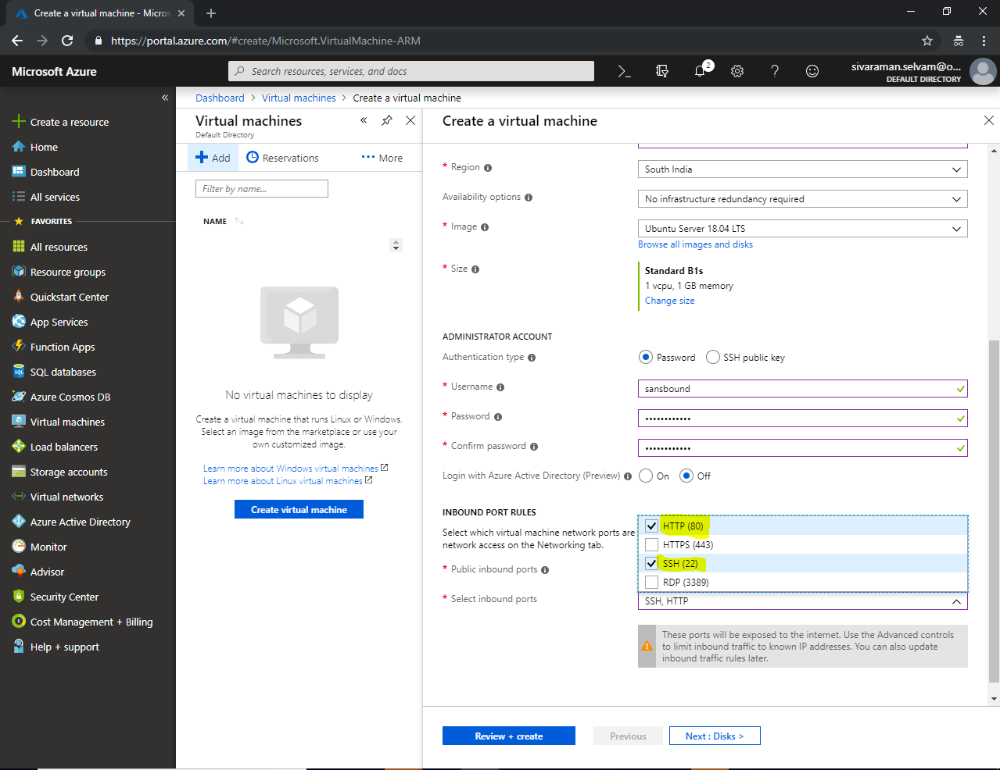 Create a virtual machine - Micros
https://portal.azure.com/#create/Microsoft.VirtualMachine-ARM
Microsoft Azure
Search resources, services, and docs
2
sivaraman.selvam@o...
DEFAULT DIRECTORY
Create a resource
Home
Dashboard
All services
FAVORITES
All resources
Resource groups
Quickstart Center
App Services
Function Apps
SQL databases
Azure Cosmos DB
Virtual machines
Load balancers
Storage accounts
Virtual networks
Azure Active Directory
Monitor
Advisor
Security Center
Cost Management + Billing
Help + support
Dashboard > Virtual machines > Create a virtual machine
Virtual machines
Default Directory
Add
Reservations
More
Filter by name...
NAME
No virtual machines to display
Create a virtual machine that runs Linux or Windows.
Select an image from the marketplace or use your
own customized image.
Learn more about Windows virtual machines
Learn more about Linux virtual machines
Create virtual machine
Create a virtual machine
* Region
South India
Availability options
No infrastructure redundancy required
* Image
Ubuntu Server 18.04 LTS
Browse all images and disks
* Size
Standard B1s
1 vcpu, 1 GB memory
Change size
ADMINISTRATOR ACCOUNT
Authentication type
Password
SSH public key
* Username
sansbound
* Password
••••••••••••
* Confirm password
••••••••••••
Login with Azure Active Directory (Preview)
On
Off
INBOUND PORT RULES
Select which virtual machine network ports are
network access on the Networking tab.
* Public inbound ports
HTTP (80)
HTTPS (443)
SSH (22)
RDP (3389)
* Select inbound ports
SSH, HTTP
These ports will be exposed to the internet. Use the Advanced controls
to limit inbound traffic to known IP addresses. You can also update
inbound traffic rules later.
Review + create
Previous
Next : Disks >